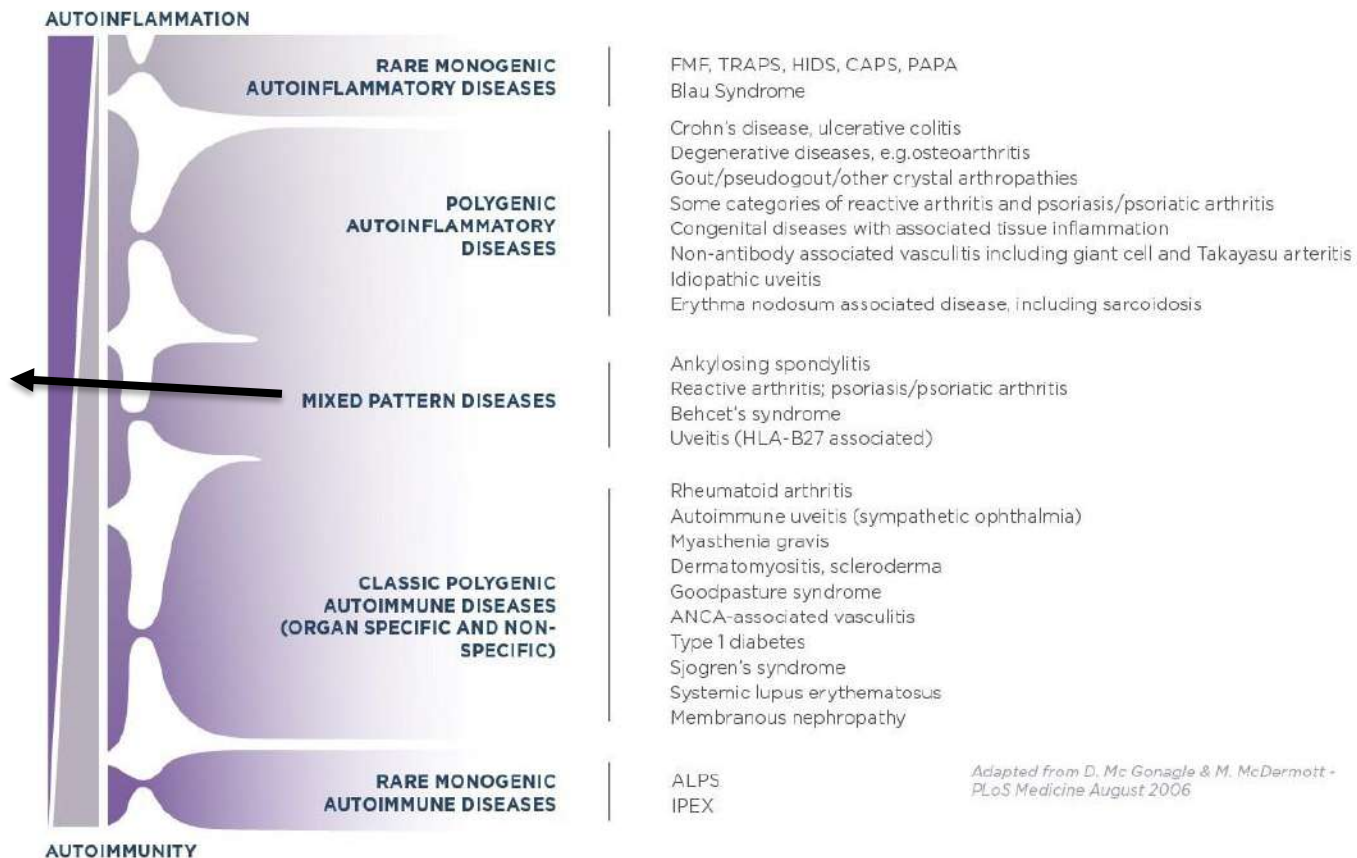 AUTOINFLAMMATION
RARE MONOGENIC
AUTOINFLAMMATORY DISEASES
FMF, TRAPS, HIDS, CAPS, PAPA
Blau Syndrome
POLYGENIC
AUTOINFLAMMATORY
DISEASES
Crohn's disease, ulcerative colitis
Degenerative diseases, e.g.osteoarthritis
Gout/pseudogout/other crystal arthropathies
Some categories of reactive arthritis and psoriasis/psoriatic arthritis
Congenital diseases with associated tissue inflammation
Non-antibody associated vasculitis including giant cell and Takayasu arteritis
Idiopathic uveitis
Erythma nodosum associated disease, including sarcoidosis
MIXED PATTERN DISEASES
Ankylosing spondylitis
Reactive arthritis; psoriasis/psoriatic arthritis
Behcet's syndrome
Uveitis (HLA-B27 associated)
CLASSIC POLYGENIC
AUTOIMMUNE DISEASES
(ORGAN SPECIFIC AND NON-
SPECIFIC)
Rheumatoid arthritis
Autoimmune uveitis (sympathetic ophthalmia)
Myasthenia gravis
Dermatomyositis, scleroderma
Goodpasture syndrome
ANCA-associated vasculitis
Type 1 diabetes
Sjogren's syndrome
Systemic lupus erythematosus
Membranous nephropathy
RARE MONOGENIC
AUTOIMMUNE DISEASES
ALPS
IPEX
Adapted from D. Mc Gonagle & M. McDermott -
PLoS Medicine August 2006
AUTOIMMUNITY